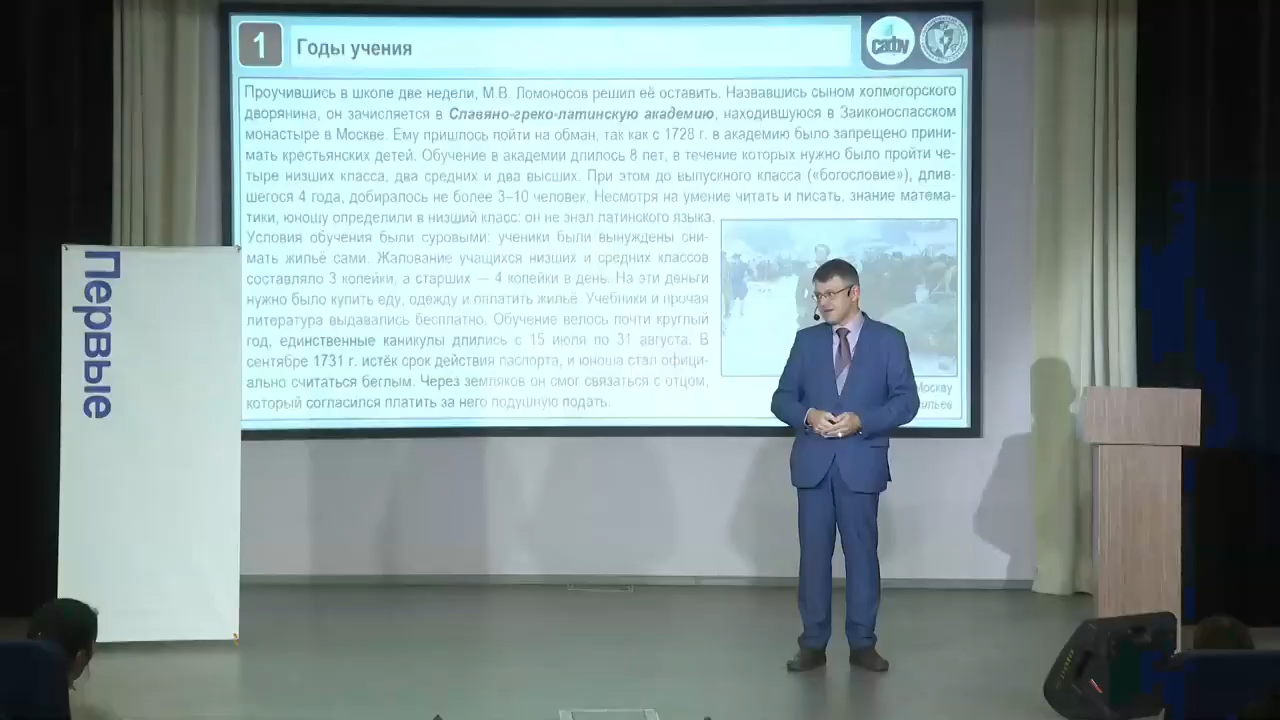 1
Годы учения
сафу
Проучившись в школе две недели, М.В. Ломоносов решил её оставить. Назвавшись сыном холмогорского
дворянина, он зачисляется в Славяно-греко-латинскую академию, находившуюся в Заиконоспасском
монастыре в Москве. Ему пришлось пойти на обман, так как с 1728 г. в академию было запрещено прини-
мать крестьянских детей. Обучение в академии длилось 8 лет, в течение которых нужно было пройти че-
тыре низших класса, два средних и два высших. При этом до выпускного класса («богословие»), длив-
шегося 4 года, добиралось не более 3–10 человек. Несмотря на умение читать и писать, знание матема-
тики, юношу определили в низший класс: он не знал латинского языка.
Условия обучения были суровыми: ученики были вынуждены сни-
мать жильё сами. Жалование учащихся низших и средних классов
составляло 3 копейки, а старших — 4 копейки в день. На эти деньги
нужно было купить еду, одежду и оплатить жильё. Учебники и прочая
литература выдавались бесплатно. Обучение велось почти круглый
год, единственные каникулы длились с 15 июля по 31 августа. В
сентябре 1731 г. истёк срок действия паспорта, и юноша стал офици-
ально считаться беглым. Через земляков он смог связаться с отцом,
который согласился платить за него подушную подать.
Москву
Первые